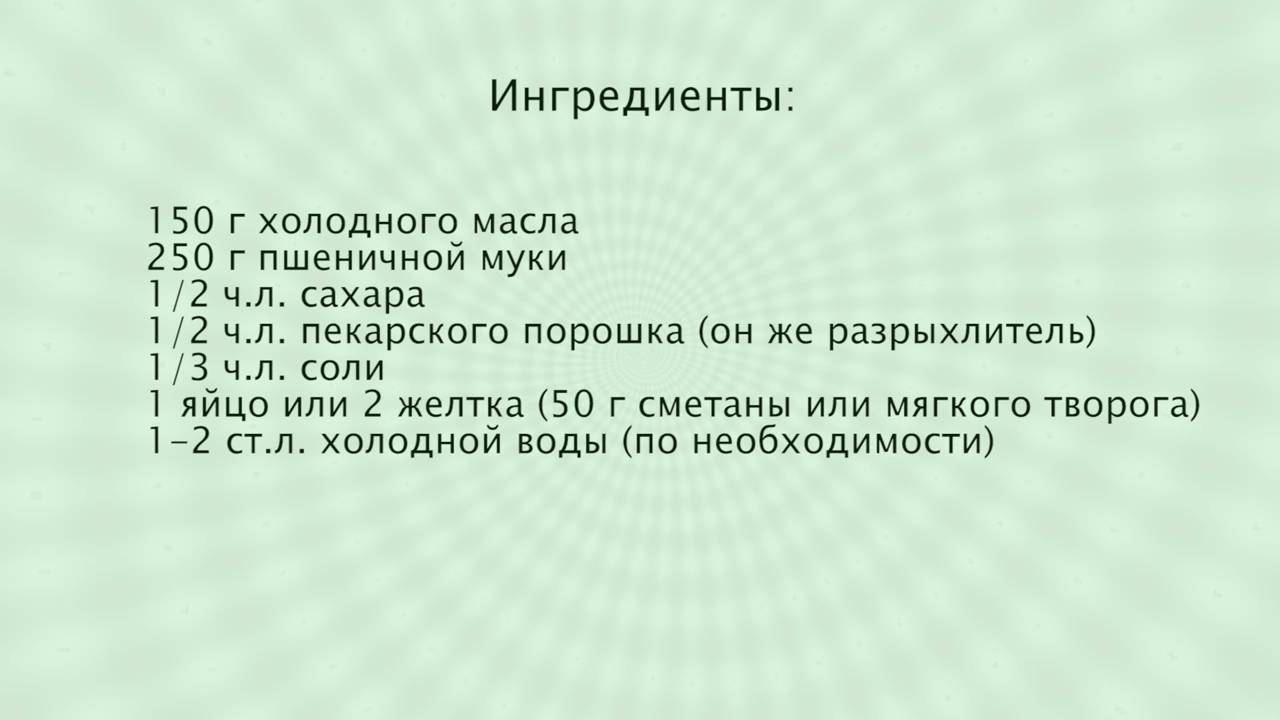 Ингредиенты:
150 г холодного масла
250 г пшеничной муки
1/2 ч.л. сахара
1/2 ч.л. пекарского порошка (он же разрыхлитель)
1/3 ч.л. соли
1 яйцо или 2 желтка (50 г сметаны или мягкого творога)
1-2 ст.л. холодной воды (по необходимости)